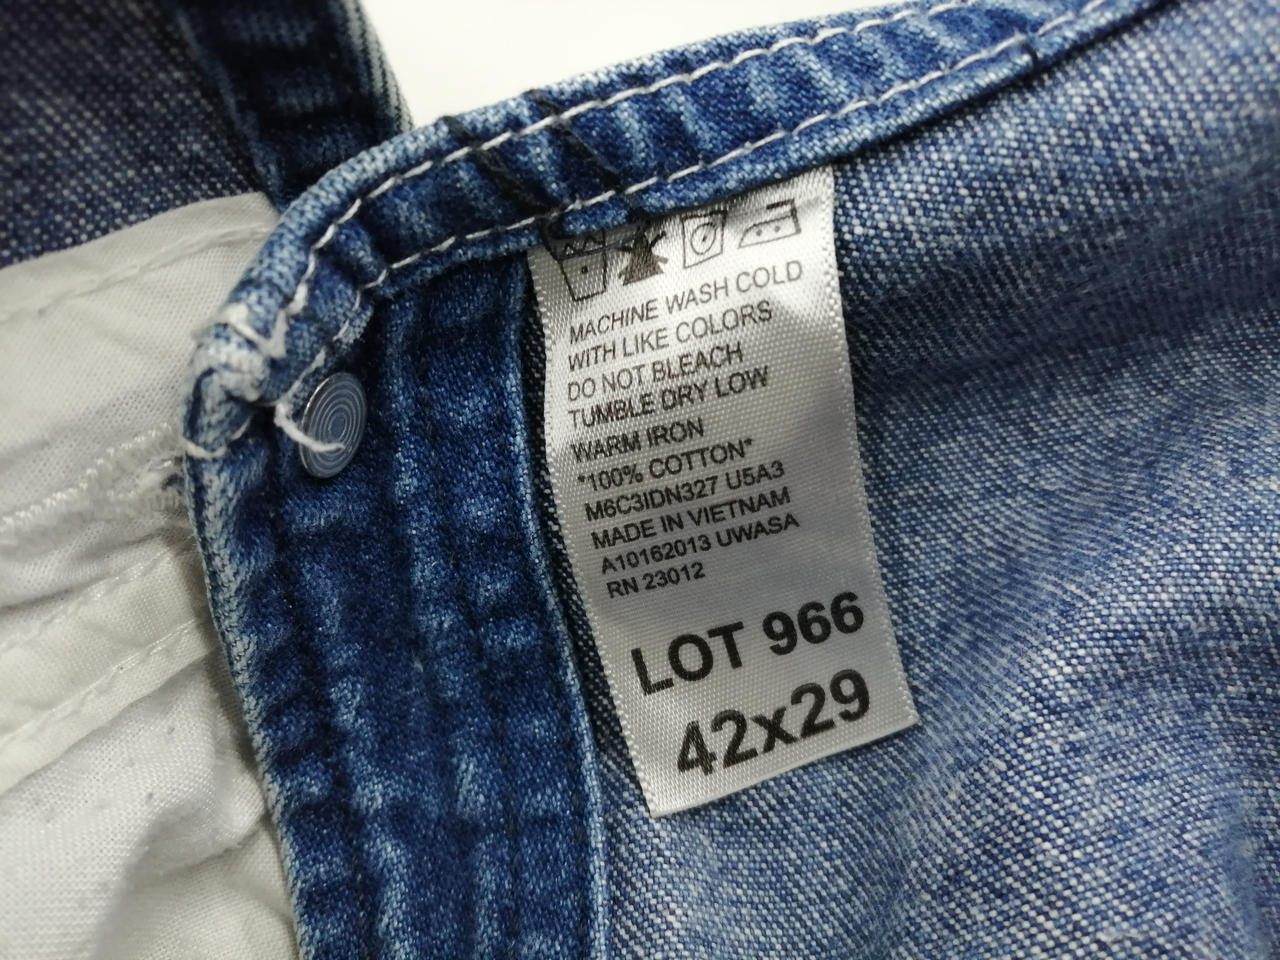 MACHINE WASH COLD
WITH LIKE COLORS
DO NOT BLEACH
TUMBLE DRY LOW
WARM IRON
*100% COTTON*
M6C3IDN327 U5A3
MADE IN VIETNAM
A10162013 UWASA
RN 23012
LOT 966
42x29